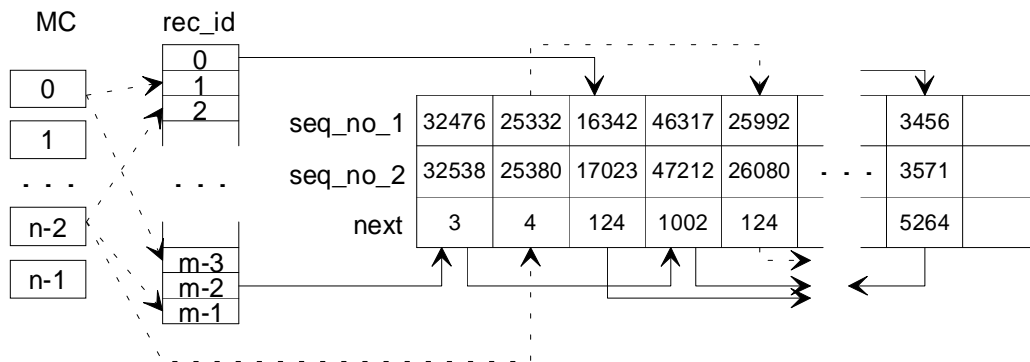 MC rec_id
0
1
. . .
n-2
n-1
0
1
2
. . .
m-3
m-2
m-1
seq_no_1 32476 25332 16342 46317 25992 3456
seq_no_2 32538 25380 17023 47212 26080 . . . 3571
next 3 4 124 1002 124 5264